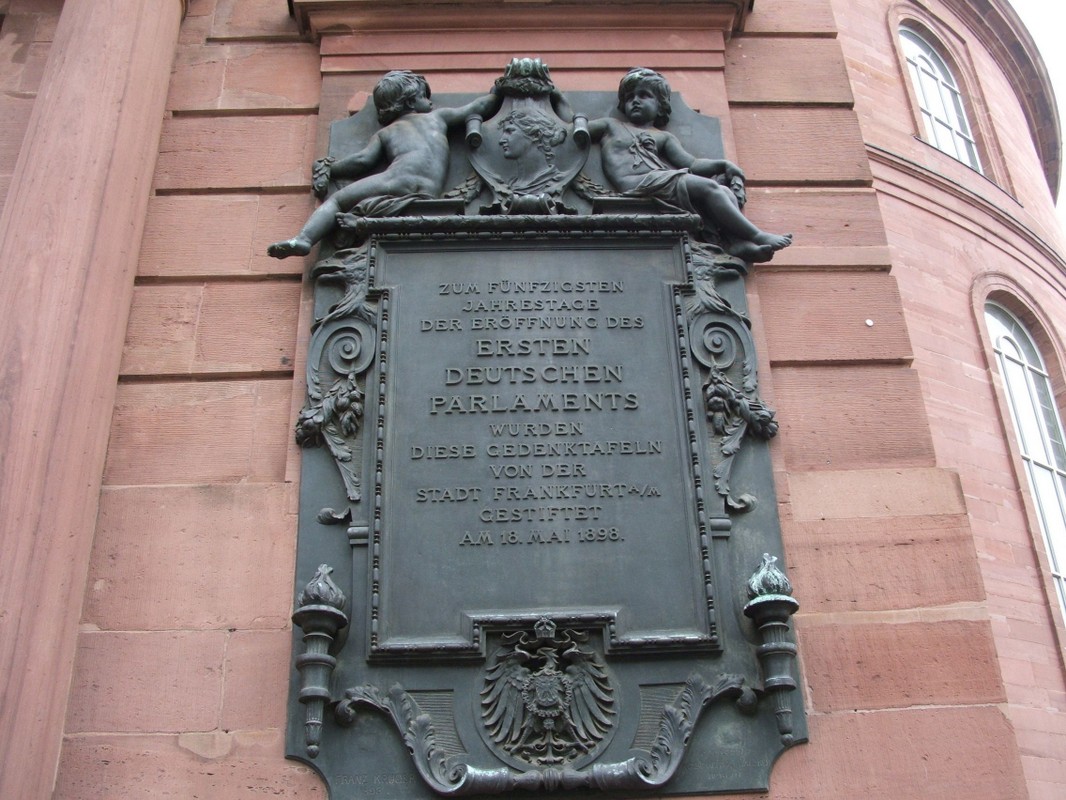 ZUM FÜNFZIGSTEN
JAHRESTAGE
DER ERÖFFNUNG DES
ERSTEN
DEUTSCHEN
PARLAMENTS
WURDEN
DIESE GEDENKTAFELN
VON DER
STADT FRANKFURT A/M
GESTIFTET
AM 18. MAI 1898.